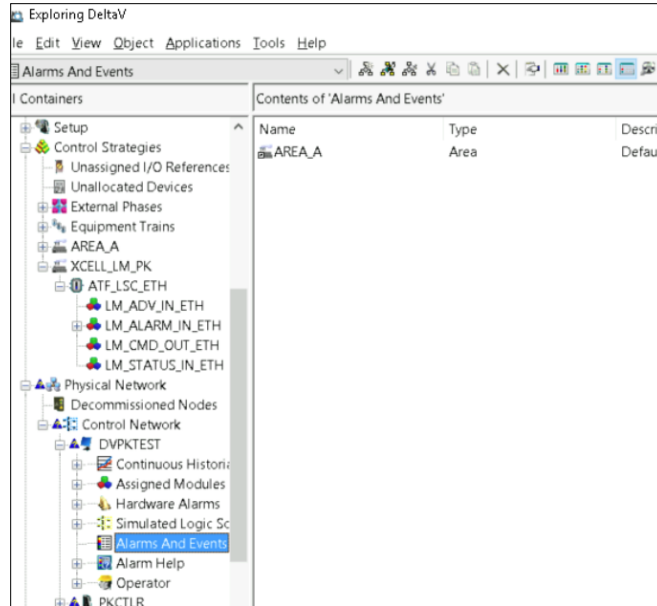 Exploring DeltaV
le Edit View Object Applications Tools Help
Alarms And Events
l Containers
Contents of 'Alarms And Events'
Setup
Control Strategies
Unassigned I/O References
Unallocated Devices
External Phases
Equipment Trains
AREA_A
XCELL_LM_PK
ATF_LSC_ETH
LM_ADV_IN_ETH
LM_ALARM_IN_ETH
LM_CMD_OUT_ETH
LM_STATUS_IN_ETH
Physical Network
Decommissioned Nodes
Control Network
DVPKTEST
Continuous Historia
Assigned Modules
Hardware Alarms
Simulated Logic Sc
Alarms And Events
Alarm Help
Operator
PKCTLR
Name Type Descri
AREA_A Area Defau